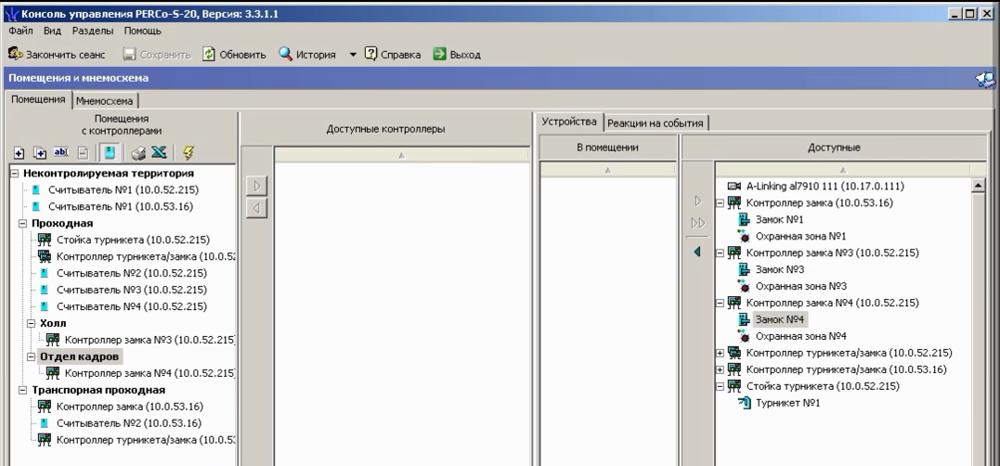 Консоль управления PERCo-S-20, Версия: 3.3.1.1
Файл Вид Разделы Помощь
Закончить сеанс Сохранить Обновить История Справка Выход
Помещения и мнемосхема
Помещения Мнемосхема
Помещения
с контроллерами
ab
Неконтролируемая территория
Считыватель №1 (10.0.52.215)
Считыватель №1 (10.0.53.16)
Проходная
Стойка турникета (10.0.52.215)
Контроллер турникета/замка (10.0.52
Считыватель №2 (10.0.52.215)
Считыватель №3 (10.0.52.215)
Считыватель №4 (10.0.52.215)
Холл
Контроллер замка №3 (10.0.52.215
Отдел кадров
Контроллер замка №4 (10.0.52.215
Транспорная проходная
Контроллер замка (10.0.53.16)
Считыватель №2 (10.0.53.16)
Контроллер турникета/замка (10.0.53
Доступные контроллеры
Устройства Реакции на события
В помещении
Доступные
A-Linking al7910 111 (10.17.0.111)
Контроллер замка (10.0.53.16)
Замок №1
Охранная зона №1
Контроллер замка №3 (10.0.52.215)
Замок №3
Охранная зона №3
Контроллер замка №4 (10.0.52.215)
Замок №4
Охранная зона №4
Контроллер турникета/замка (10.0.52.215)
Контроллер турникета/замка (10.0.53.16)
Стойка турникета (10.0.52.215)
Турникет №1